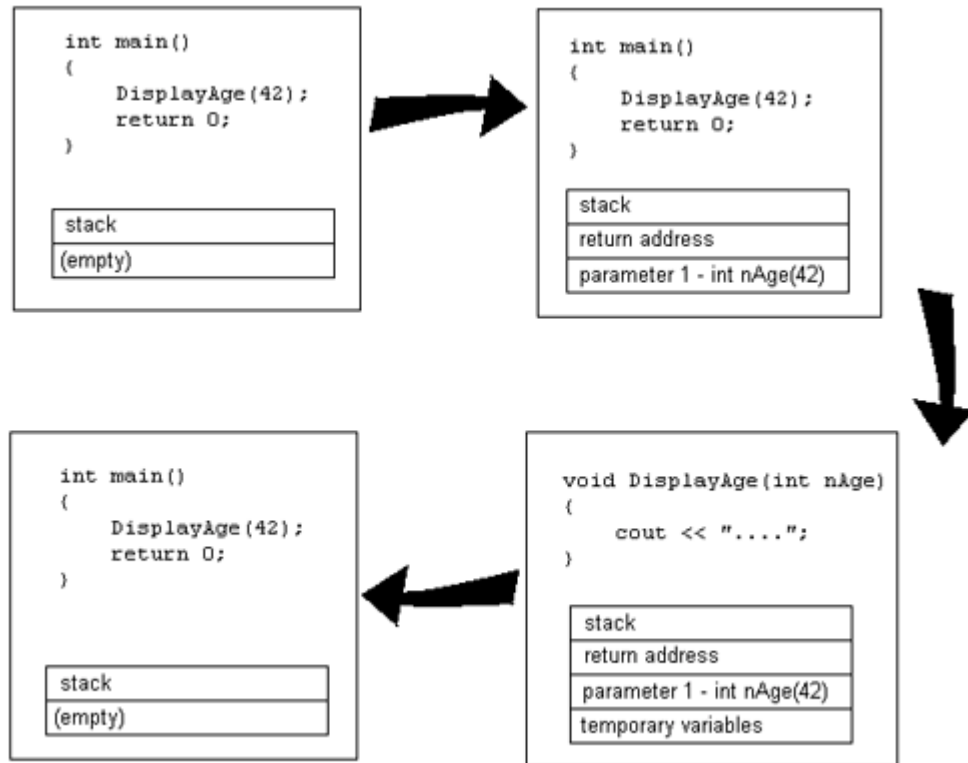 int main()
{
DisplayAge(42);
return 0;
}
stack
(empty)
int main()
{
DisplayAge(42);
return 0;
}
stack
return address
parameter 1 - int nAge(42)
void DisplayAge(int nAge)
{
cout << "....";
}
stack
return address
parameter 1 - int nAge(42)
temporary variables
int main()
{
DisplayAge(42);
return 0;
}
stack
(empty)